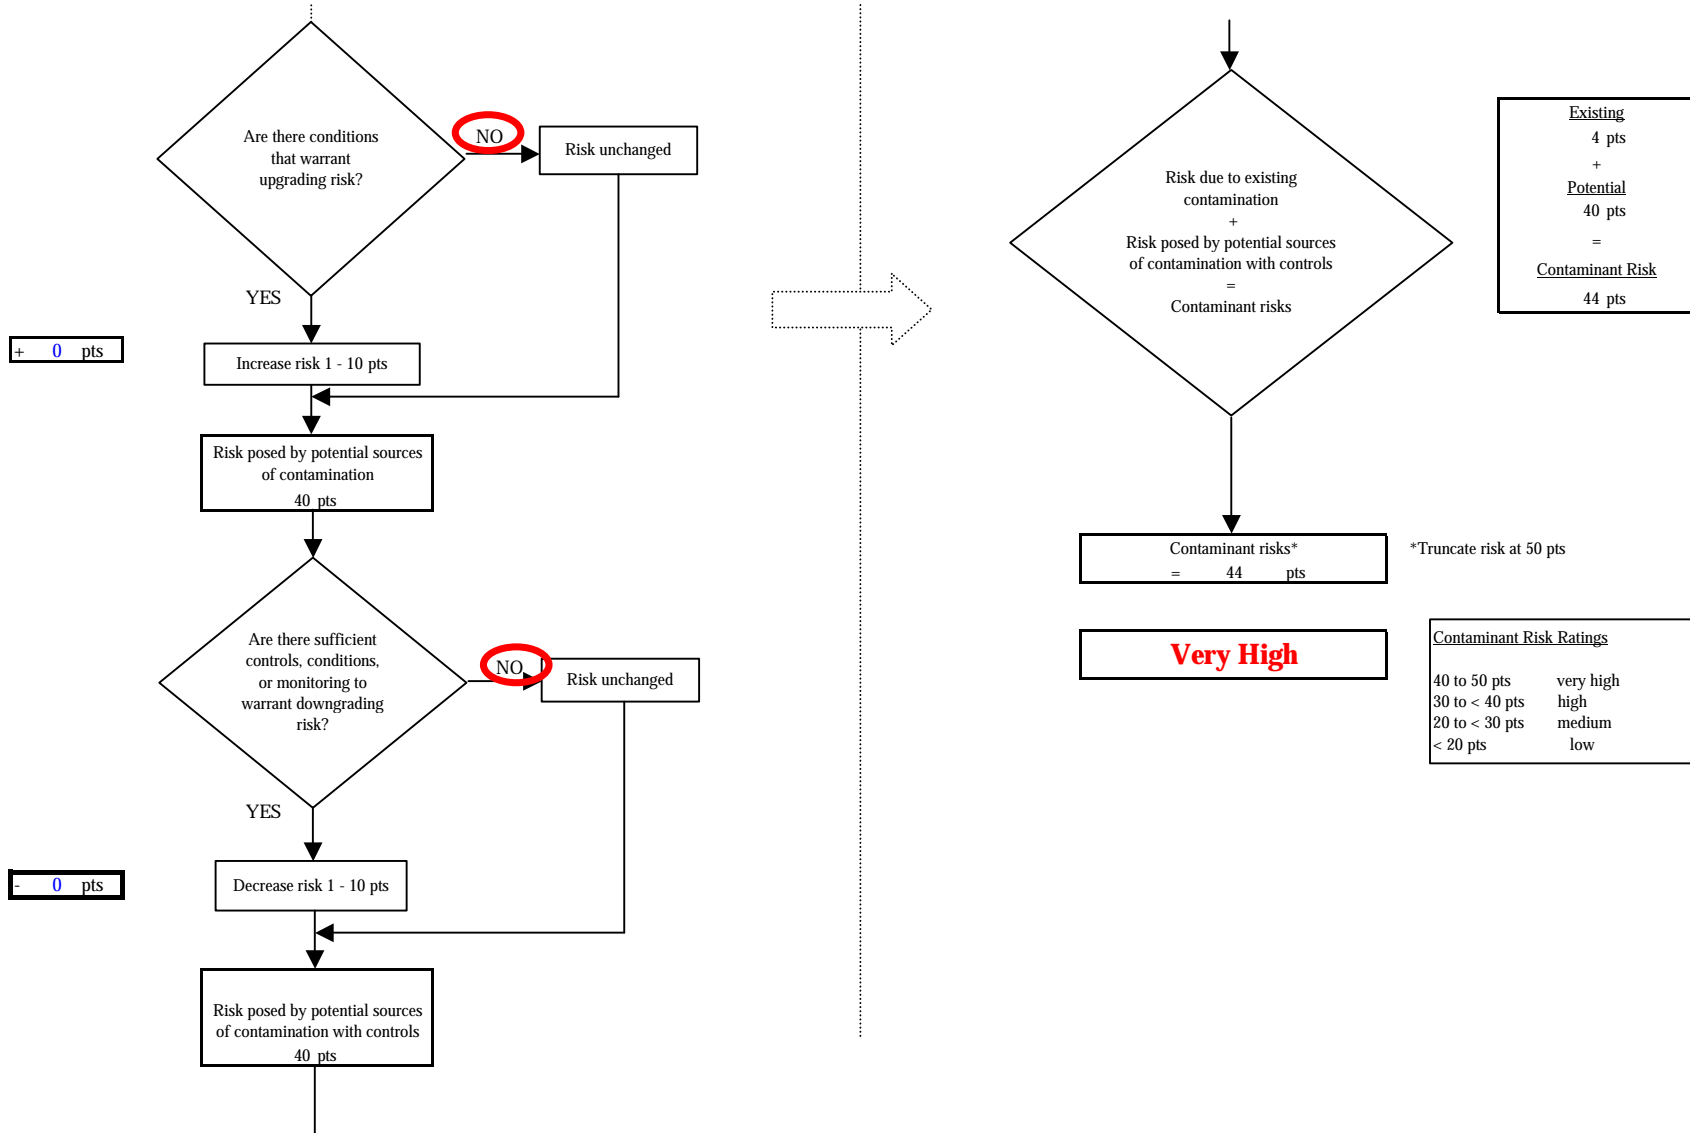 Are there conditions
that warrant
upgrading risk?
NO
Risk unchanged
YES
+ 0 pts
Increase risk 1 - 10 pts
Risk posed by potential sources
of contamination
40 pts
Are there sufficient
controls, conditions,
or monitoring to
warrant downgrading
risk?
NO
Risk unchanged
YES
- 0 pts
Decrease risk 1 - 10 pts
Risk posed by potential sources
of contamination with controls
40 pts
Risk due to existing
contamination
+
Risk posed by potential sources
of contamination with controls
=
Contaminant risks
Existing
4 pts
+
Potential
40 pts
=
Contaminant Risk
44 pts
Contaminant risks*
= 44 pts
*Truncate risk at 50 pts
Very High
Contaminant Risk Ratings
40 to 50 pts very high
30 to < 40 pts high
20 to < 30 pts medium
< 20 pts low